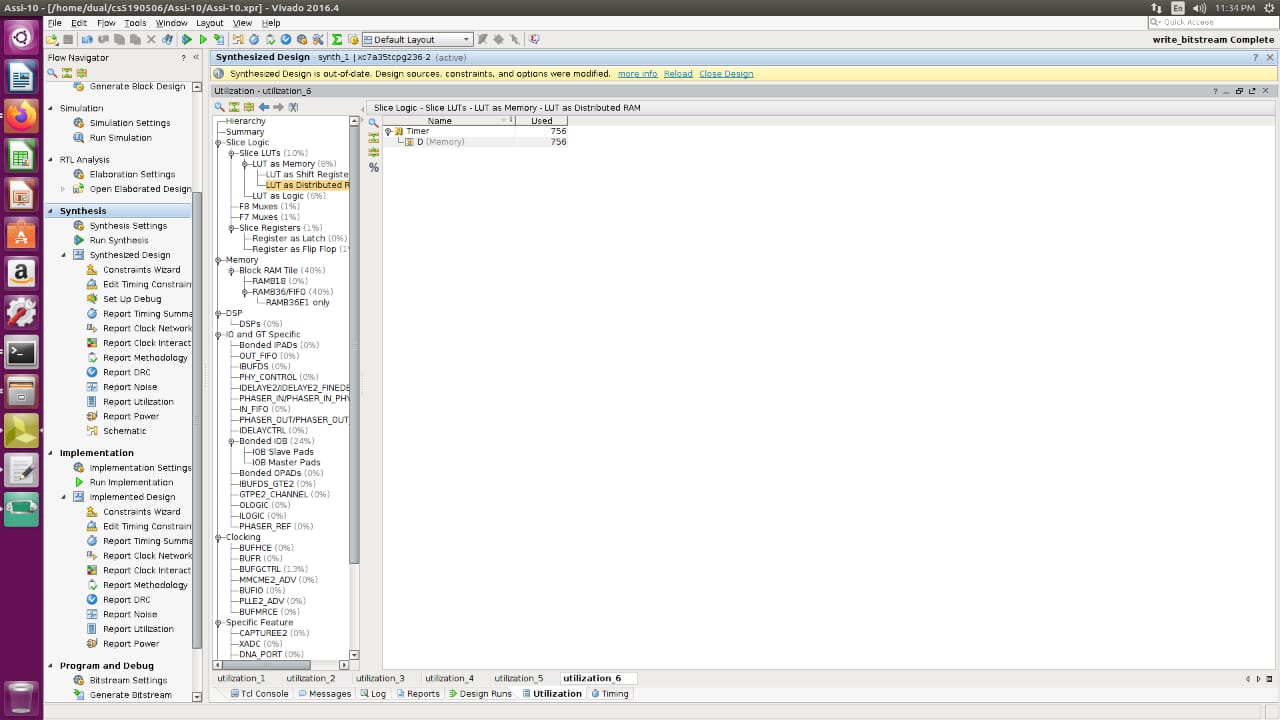 Assi-10 - [/home/dual/cs5190506/Assi-10/Assi-10.xpr] - Vivado 2016.4
En
11:34 PM
File Edit Flow Tools Window Layout View Help
Quick Access
Default Layout
write_bitstream Complete
Flow Navigator
? «
Generate Block Design
Simulation
Simulation Settings
Run Simulation
RTL Analysis
Elaboration Settings
Open Elaborated Design
Synthesis
Synthesis Settings
Run Synthesis
Synthesized Design
Constraints Wizard
Edit Timing Constrain
Set Up Debug
Report Timing Summa
Report Clock Network
Report Clock Interact
Report Methodology
Report DRC
Report Noise
Report Utilization
Report Power
Schematic
Implementation
Implementation Settings
Run Implementation
Implemented Design
Constraints Wizard
Edit Timing Constrain
Report Timing Summa
Report Clock Network
Report Clock Interact
Report Methodology
Report DRC
Report Noise
Report Utilization
Report Power
Program and Debug
Bitstream Settings
Generate Bitstream
Synthesized Design - synth_1 | xc7a35tcpg236-2 (active)
Synthesized Design is out-of-date. Design sources, constraints, and options were modified. more info Reload Close Design
Utilization - utilization_6
Hierarchy
Summary
Slice Logic
Slice LUTs (10%)
LUT as Memory (8%)
LUT as Shift Registe
LUT as Distributed R
LUT as Logic (6%)
F8 Muxes (1%)
F7 Muxes (1%)
Slice Registers (1%)
Register as Latch (0%)
Register as Flip Flop (1%
Memory
Block RAM Tile (40%)
RAMB18 (0%)
RAMB36/FIFO (40%)
RAMB36E1 only
DSP
DSPs (0%)
IO and GT Specific
Bonded IPADs (0%)
OUT_FIFO (0%)
IBUFDS (0%)
PHY_CONTROL (0%)
IDELAYE2/IDELAYE2_FINEDE
PHASER_IN/PHASER_IN_PHY
IN_FIFO (0%)
PHASER_OUT/PHASER_OUT
IDELAYCTRL (0%)
Bonded IOB (24%)
IOB Slave Pads
IOB Master Pads
Bonded OPADs (0%)
IBUFDS_GTE2 (0%)
GTPE2_CHANNEL (0%)
OLOGIC (0%)
ILOGIC (0%)
PHASER_REF (0%)
Clocking
BUFHCE (0%)
BUFR (0%)
BUFGCTRL (13%)
MMCME2_ADV (0%)
BUFIO (0%)
PLLE2_ADV (0%)
BUFMRCE (0%)
Specific Feature
CAPTUREE2 (0%)
XADC (0%)
DNA_PORT (0%)
Slice Logic - Slice LUTs - LUT as Memory - LUT as Distributed RAM
Name 1 Used
Timer 756
D (Memory) 756
%
utilization_1 utilization_2 utilization_3 utilization_4 utilization_5 utilization_6
Tcl Console Messages Log Reports Design Runs Utilization Timing